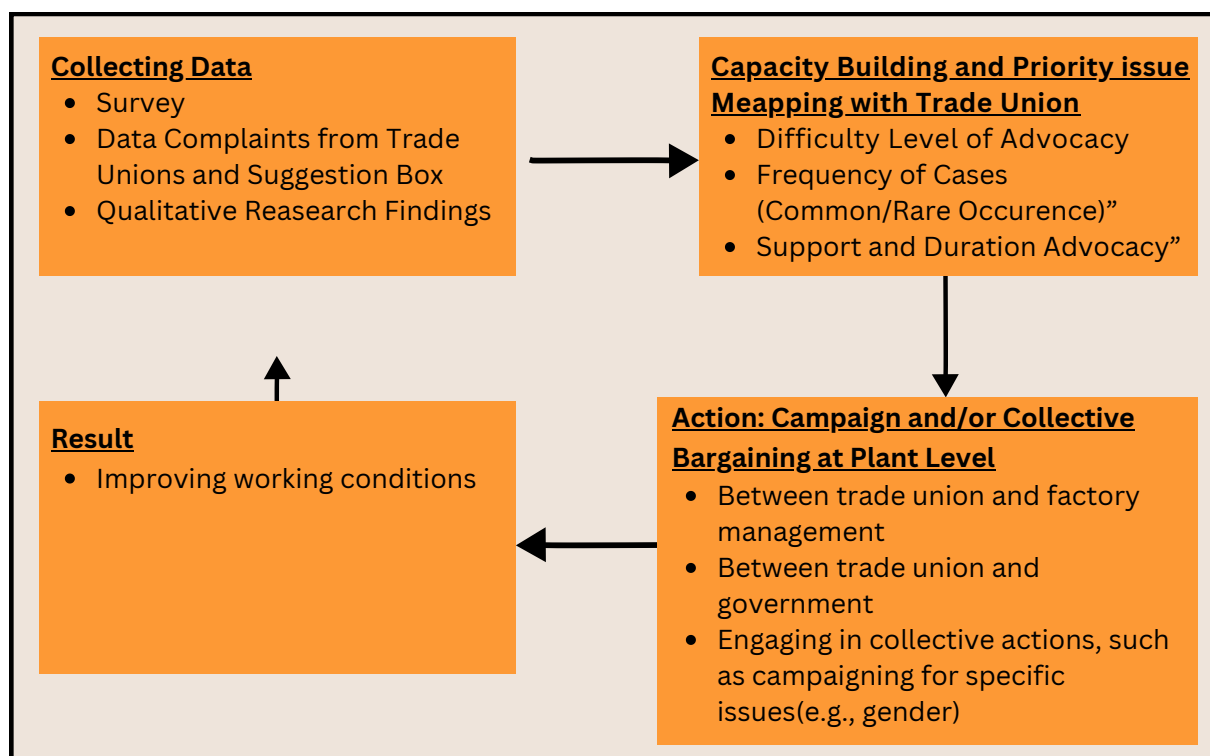 Collecting Data
• Survey
• Data Complaints from Trade
Unions and Suggestion Box
• Qualitative Reasearch Findings
Capacity Building and Priority issue
Meapping with Trade Union
• Difficulty Level of Advocacy
• Frequency of Cases
(Common/Rare Occurence)”
• Support and Duration Advocacy”
Action: Campaign and/or Collective
Bargaining at Plant Level
• Between trade union and factory
management
• Between trade union and
government
• Engaging in collective actions, such
as campaigning for specific
issues(e.g., gender)
Result
• Improving working conditions